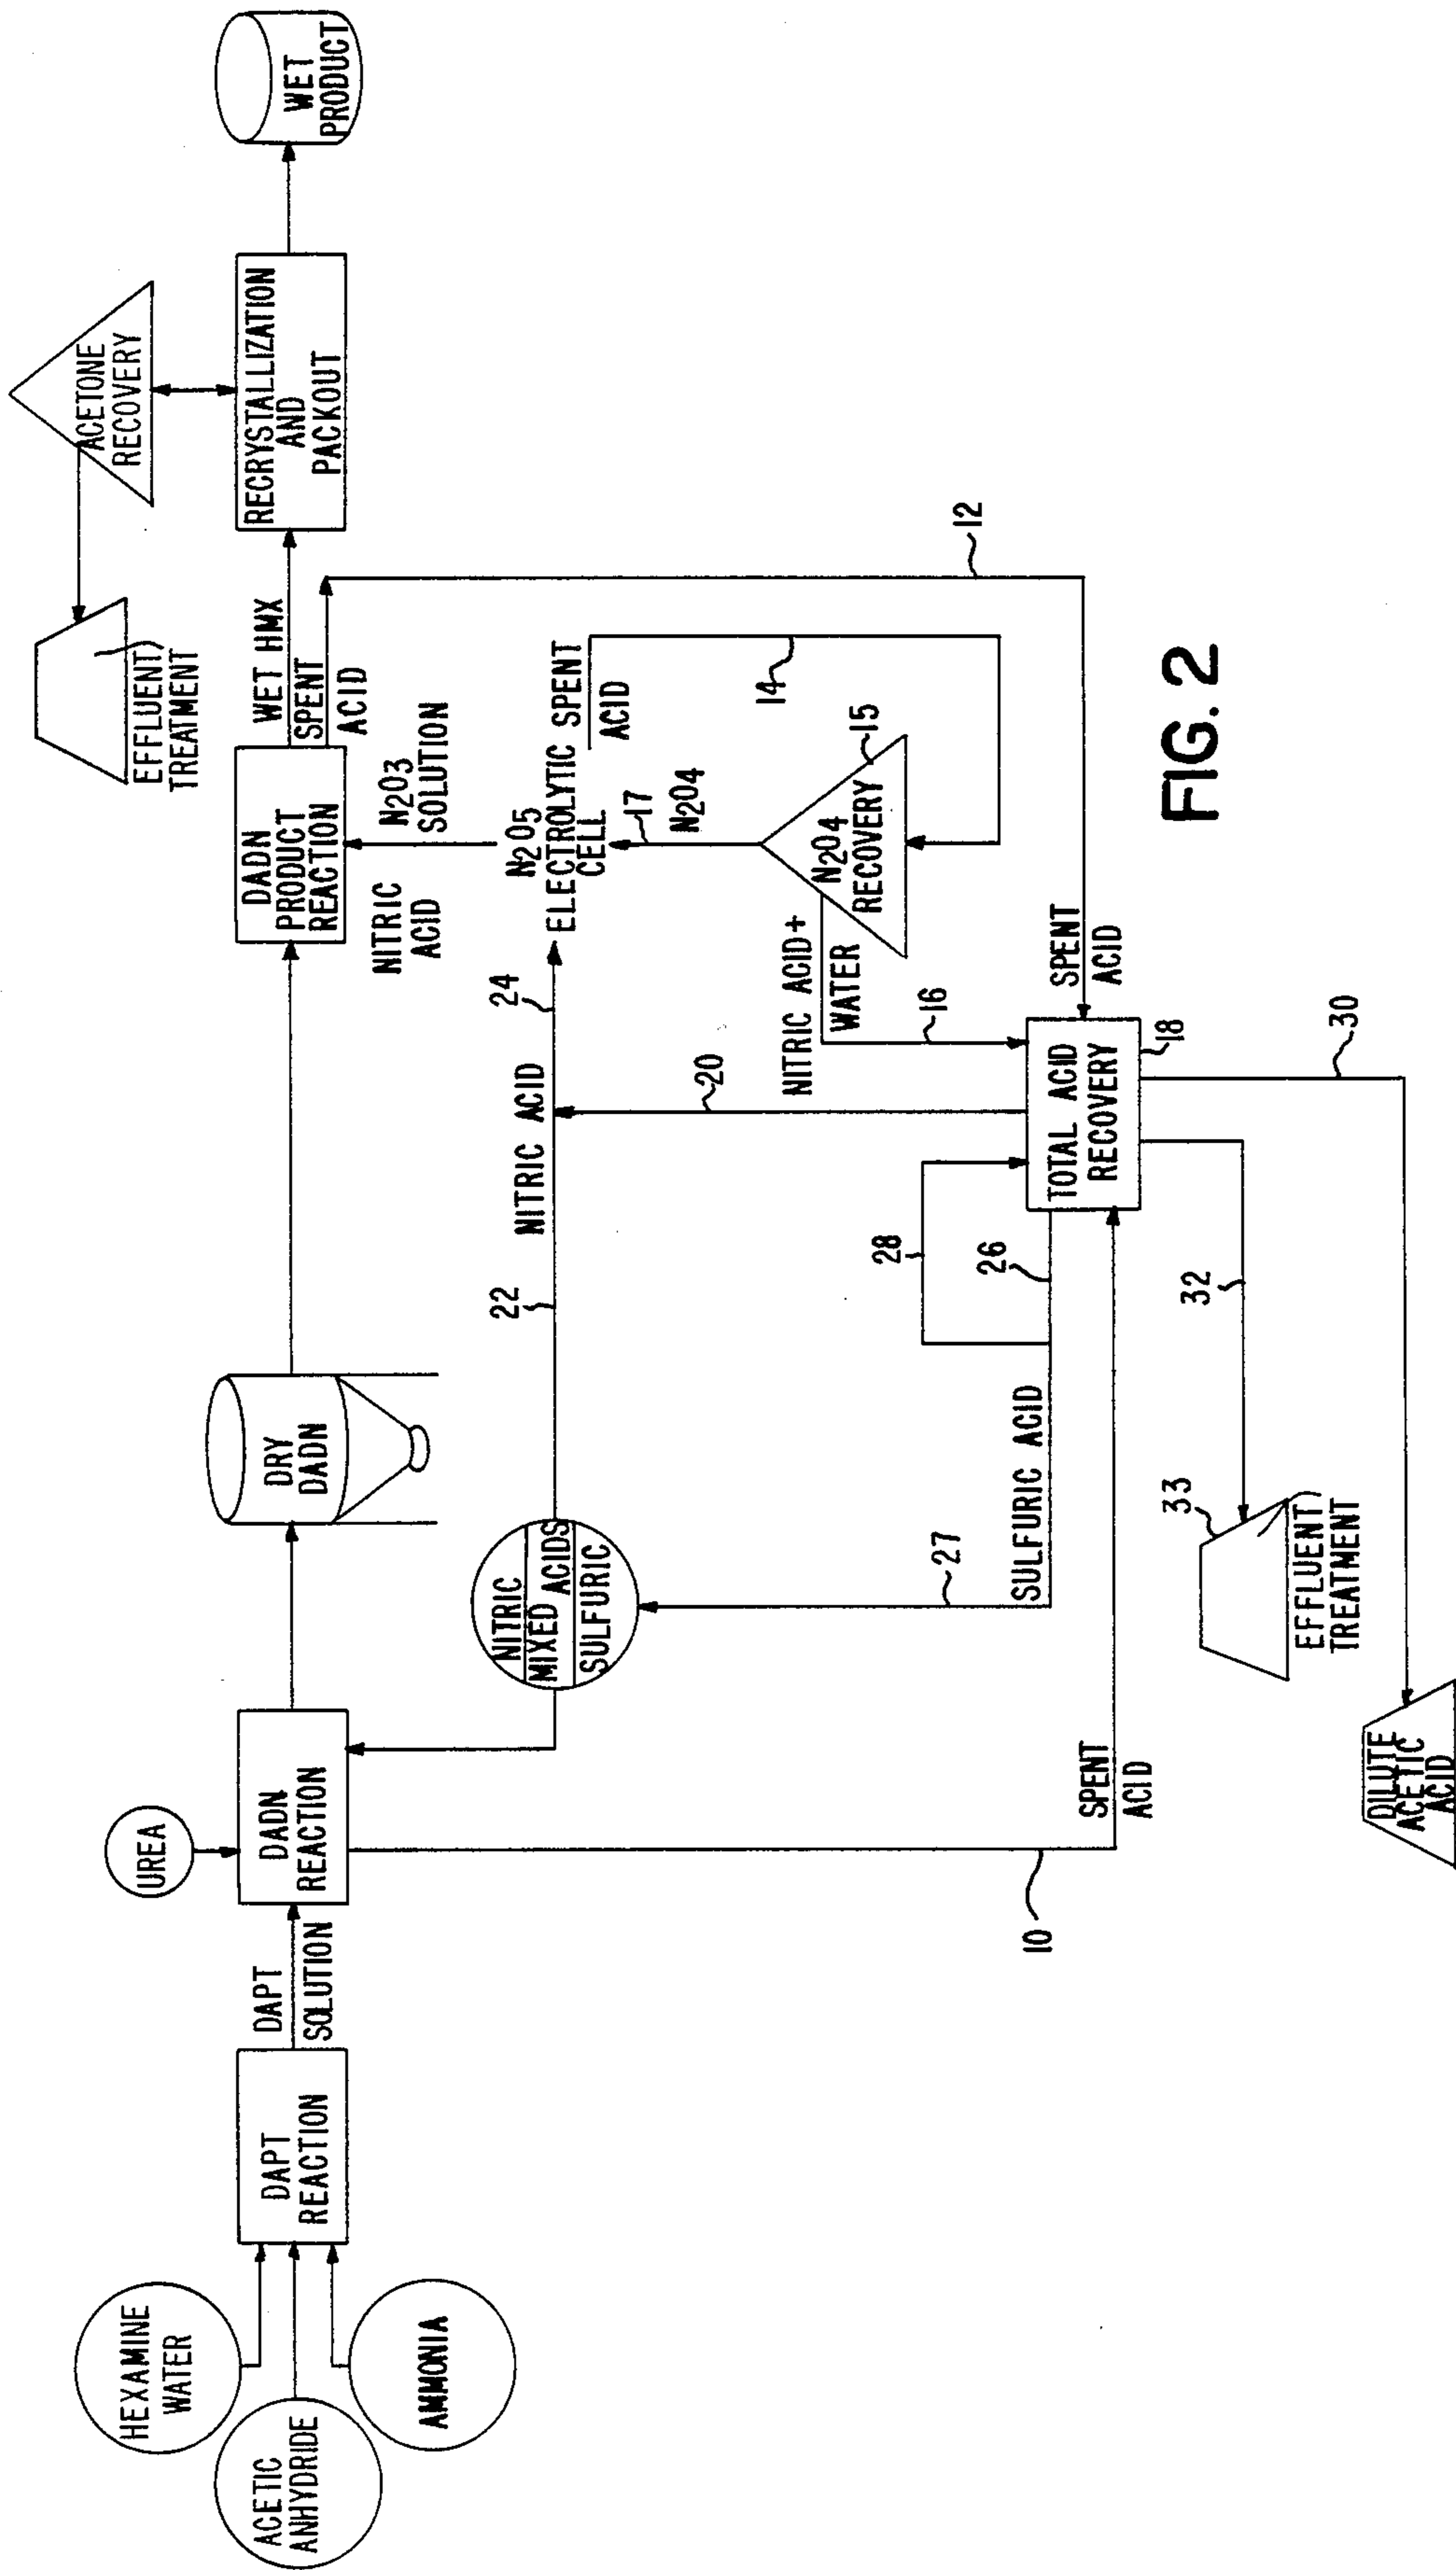 HEXAMINE
WATER
ACETIC
ANHYDRIDE
AMMONIA
DAPT
REACTION
DAPT
SOLUTION
UREA
DADN
REACTION
DRY
DADN
DADN
PRODUCT
REACTION
WET HMX
SPENT
ACID
EFFLUENT
TREATMENT
ACETONE
RECOVERY
RECRYSTALLIZATION
AND
PACKOUT
WET
PRODUCT
NITRIC
MIXED ACIDS
SULFURIC
22
NITRIC ACID
24
NITRIC
ACID
N2O3
SOLUTION
N2O5
ELECTROLYTIC
CELL
SPENT
ACID
17
N2O4
14
12
N2O4
RECOVERY
15
NITRIC ACID+
WATER
16
20
28
26
SULFURIC ACID
27
TOTAL ACID
RECOVERY
18
SPENT
ACID
SPENT
ACID
10
30
32
33
EFFLUENT
TREATMENT
DILUTE
ACETIC
ACID
FIG. 2